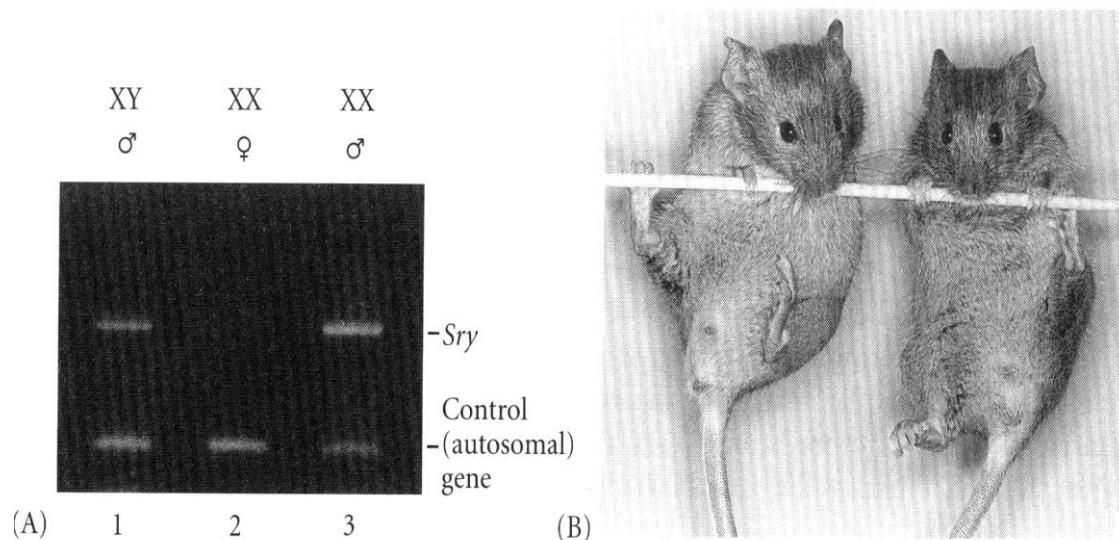 XY XX XX
♂ ♀ ♂
Sry
Control
(autosomal)
gene
(A) 1 2 3 (B)